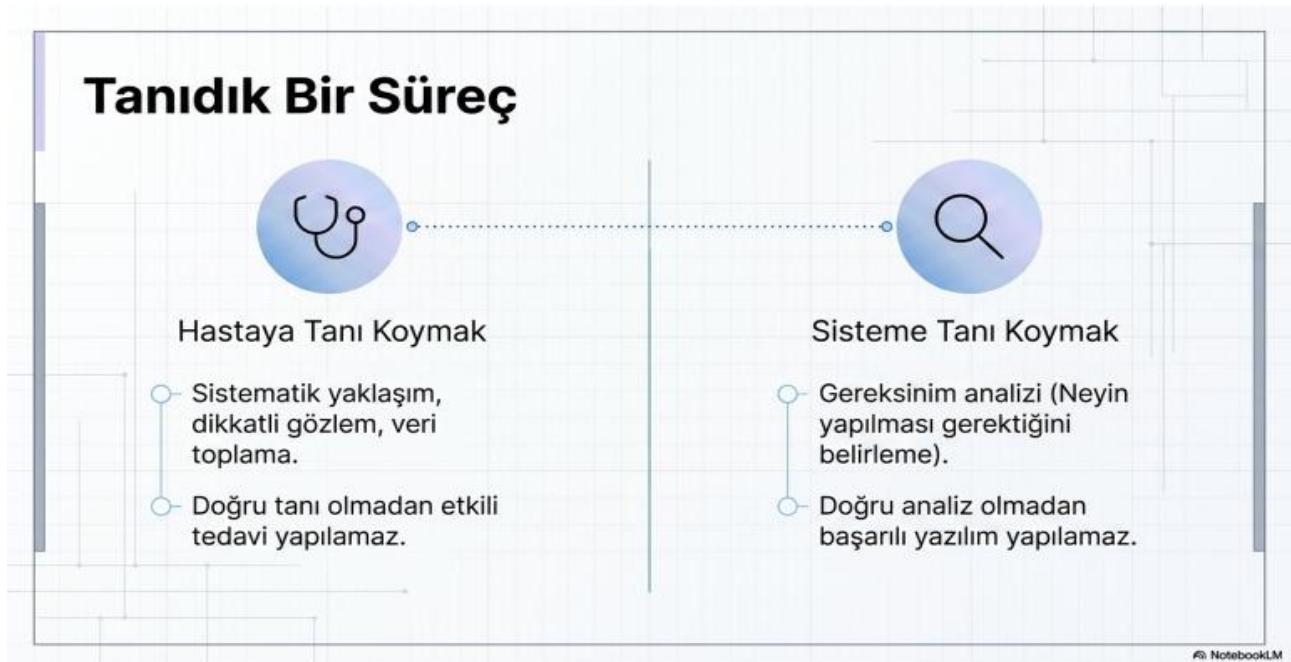 Tanıdık Bir Süreç
Hastaya Tanı Koymak
Sistematik yaklaşım,
dikkatli gözlem, veri
toplama.
Doğru tanı olmadan etkili
tedavi yapılamaz.
Sisteme Tanı Koymak
Gereksinim analizi (Neyin
yapılması gerektiğini
belirleme).
Doğru analiz olmadan
başarılı yazılım yapılamaz.
NotebookLM